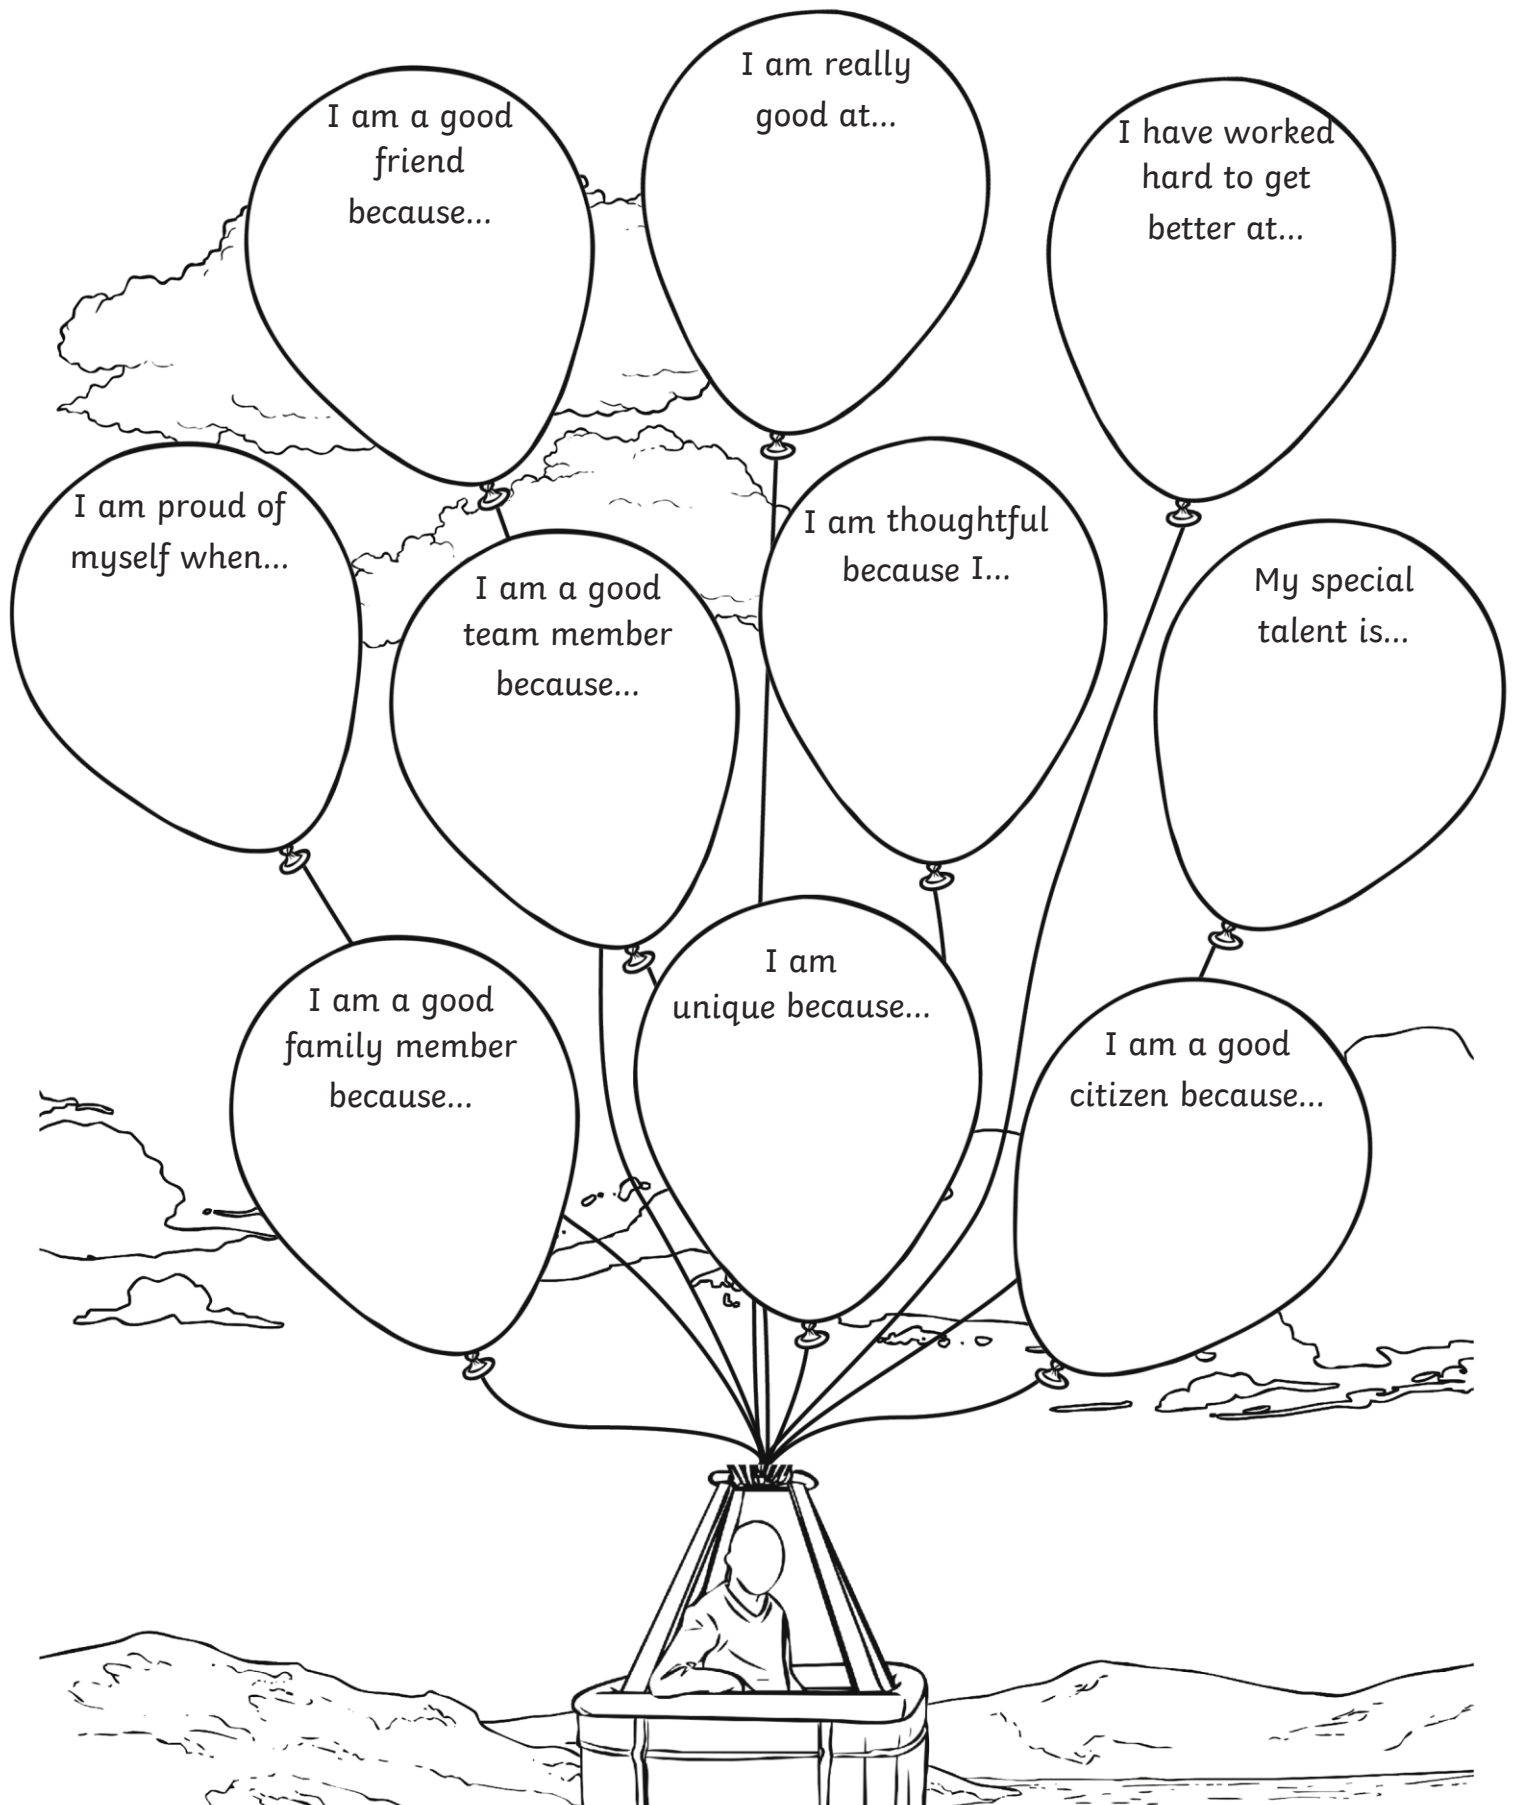 I am a good
friend
because...
I am really
good at...
I have worked
hard to get
better at...
I am proud of
myself when...
I am a good
team member
because...
I am thoughtful
because I...
My special
talent is...
I am a good
family member
because...
I am
unique because...
I am a good
citizen because...